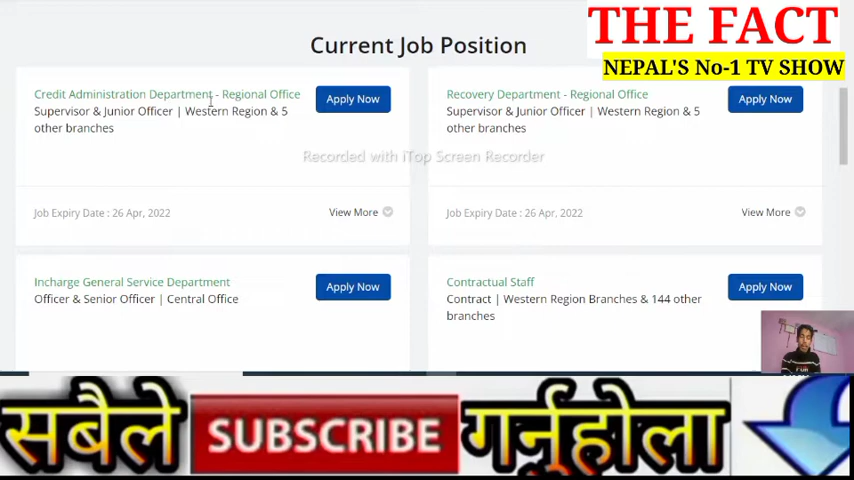 THE FACT
NEPAL'S No-1 TV SHOW
Current Job Position
Credit Administration Department - Regional Office
Supervisor & Junior Officer | Western Region & 5
other branches
Apply Now
Job Expiry Date : 26 Apr, 2022
View More
Recovery Department - Regional Office
Supervisor & Junior Officer | Western Region & 5
other branches
Apply Now
Job Expiry Date : 26 Apr, 2022
View More
Recorded with iTop Screen Recorder
Incharge General Service Department
Officer & Senior Officer | Central Office
Apply Now
Contractual Staff
Contract | Western Region Branches & 144 other
branches
Apply Now
सबैले SUBSCRIBE गर्नुहोला